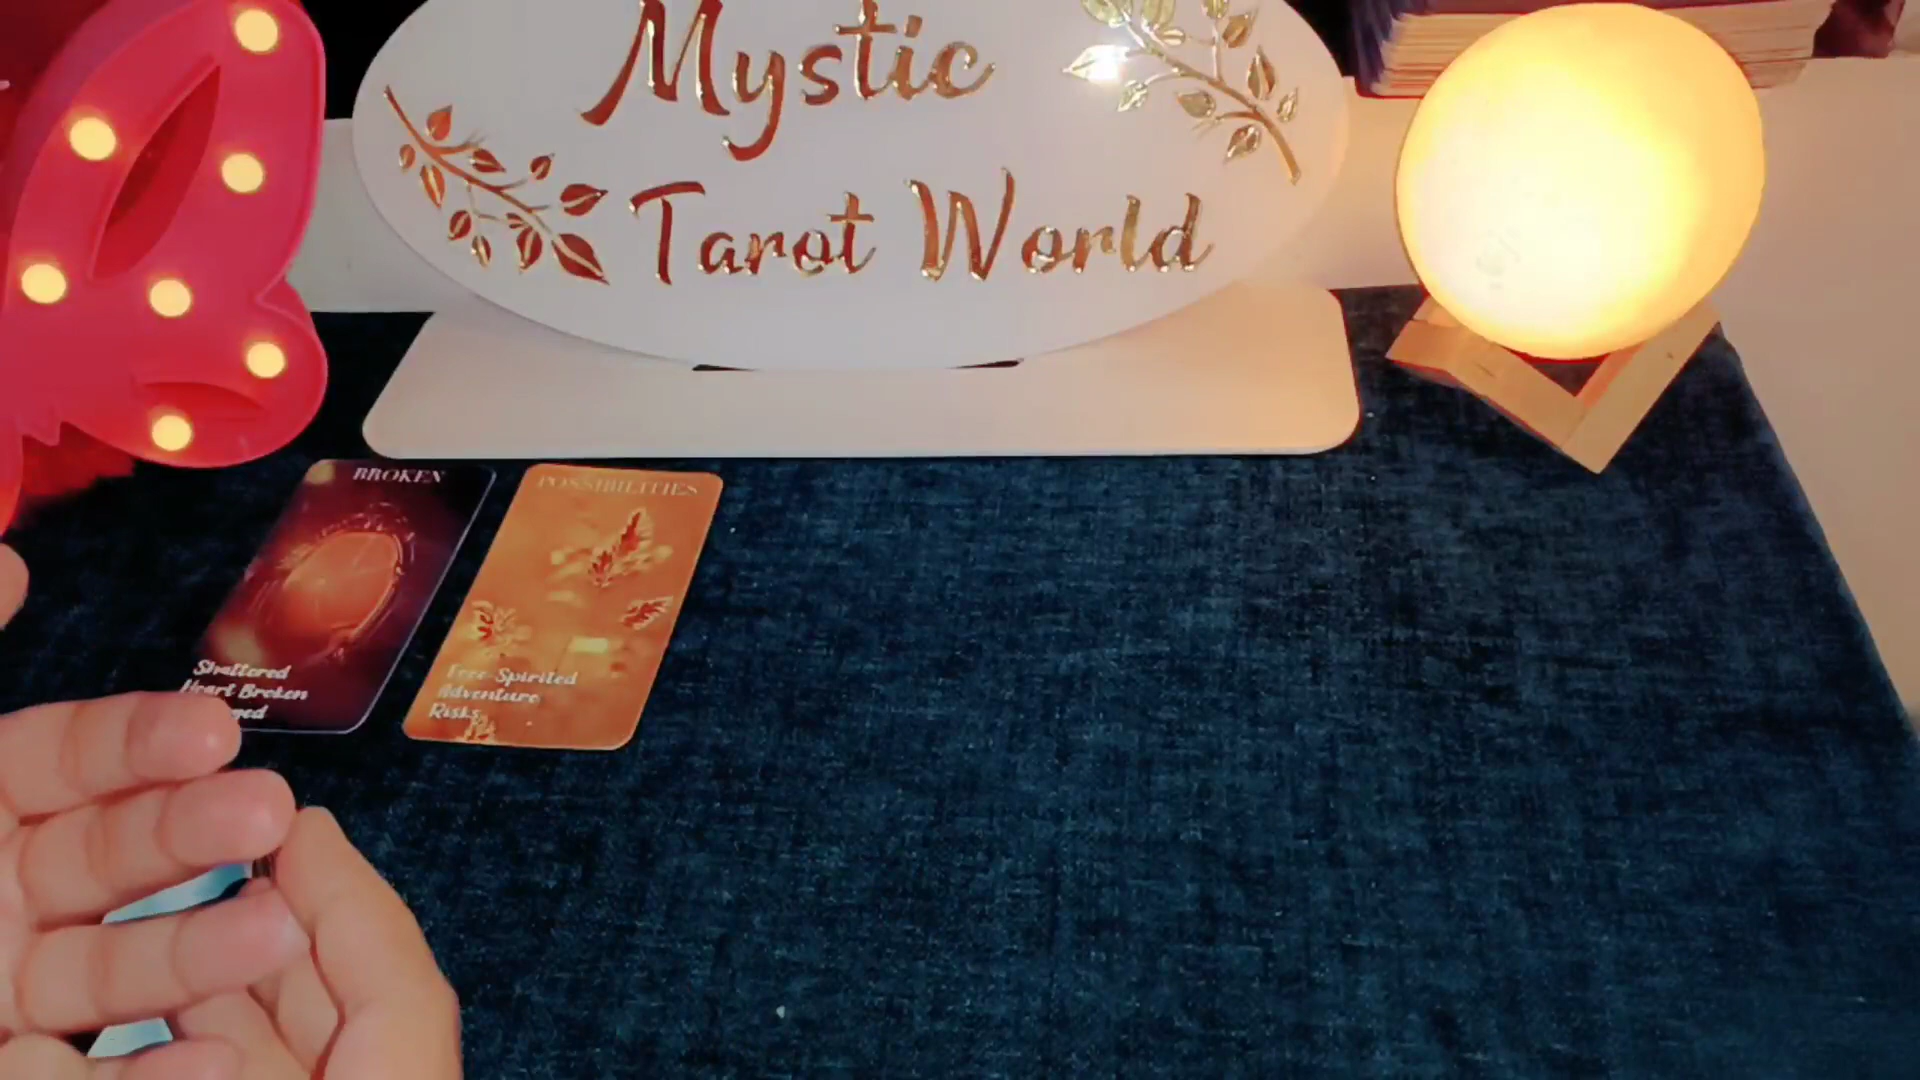 Mystic
Tarot World
BROKEN
Shattered
Heart Broken
POSSIBILITIES
Free-Spirited
Adventure
Risks